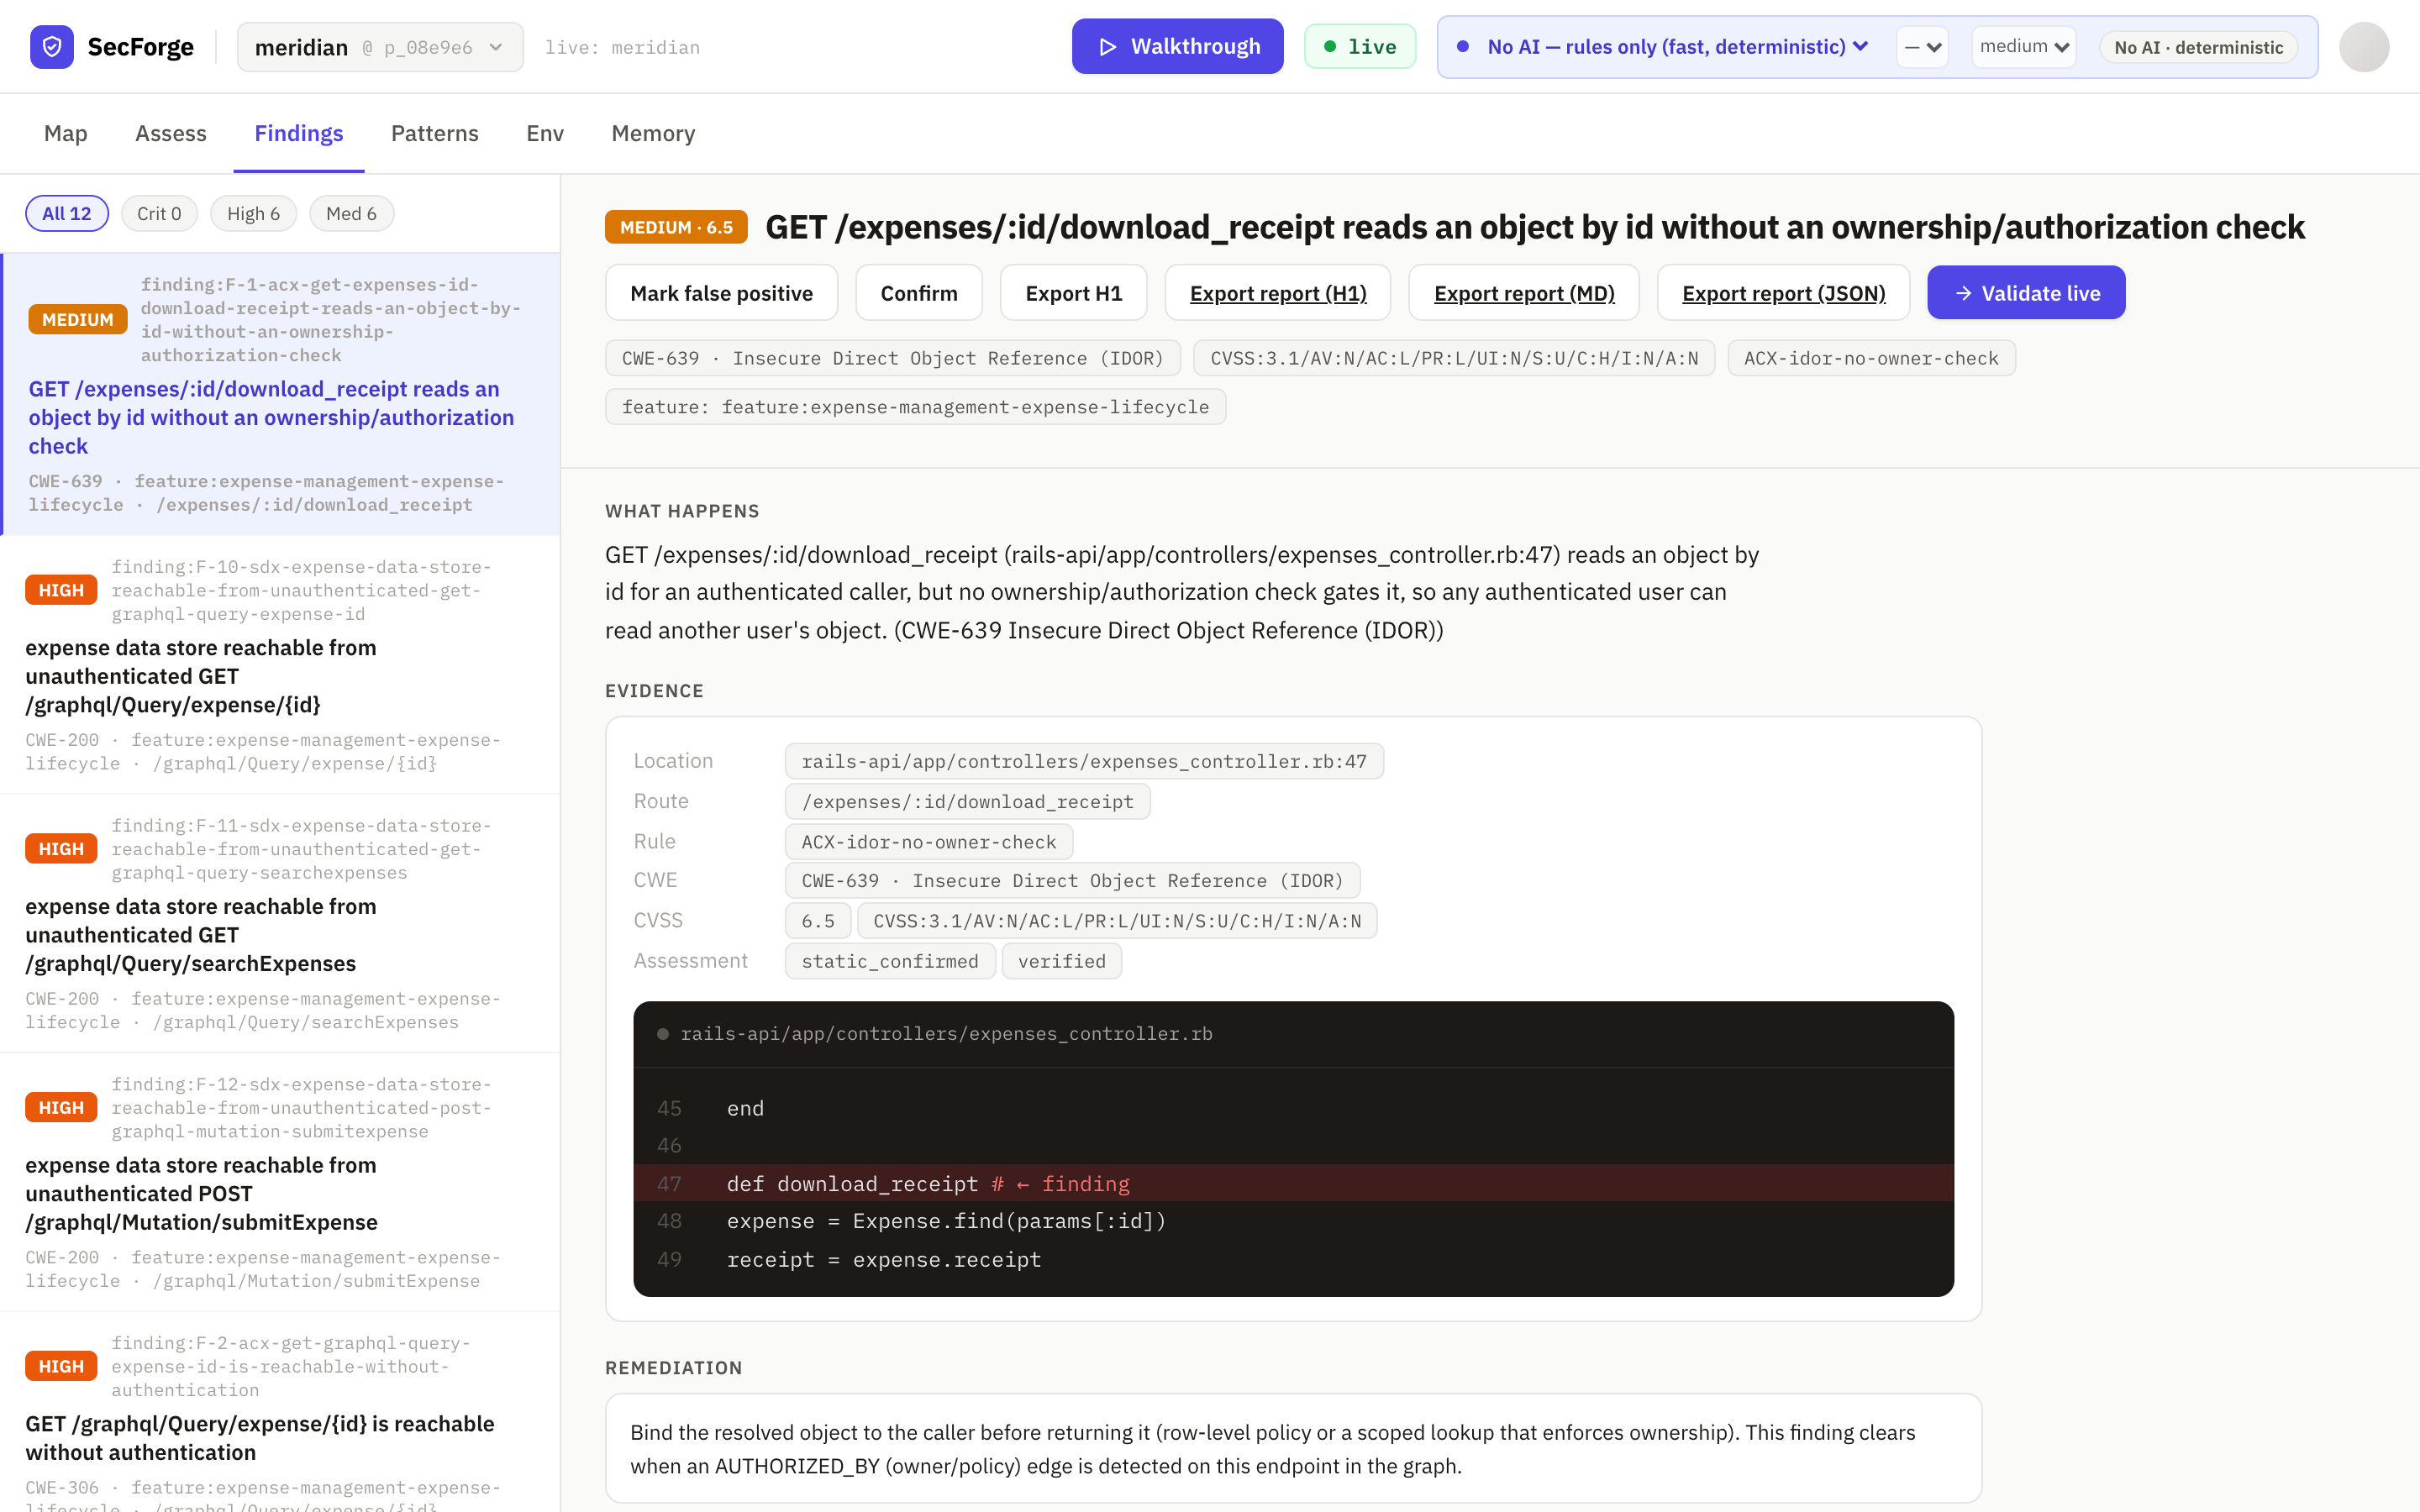 SecForge
meridian @ p_08e9e6
live: meridian
Walkthrough
live
No AI — rules only (fast, deterministic)
—
medium
No AI · deterministic
Map
Assess
Findings
Patterns
Env
Memory
All 12
Crit 0
High 6
Med 6
MEDIUM
finding:F-1-acx-get-expenses-id-
download-receipt-reads-an-object-by-
id-without-an-ownership-
authorization-check
GET /expenses/:id/download_receipt reads an
object by id without an ownership/authorization
check
CWE-639 · feature:expense-management-expense-
lifecycle · /expenses/:id/download_receipt
HIGH
finding:F-10-sdx-expense-data-store-
reachable-from-unauthenticated-get-
graphql-query-expense-id
expense data store reachable from
unauthenticated GET
/graphql/Query/expense/{id}
CWE-200 · feature:expense-management-expense-
lifecycle · /graphql/Query/expense/{id}
HIGH
finding:F-11-sdx-expense-data-store-
reachable-from-unauthenticated-get-
graphql-query-searchexpenses
expense data store reachable from
unauthenticated GET
/graphql/Query/searchExpenses
CWE-200 · feature:expense-management-expense-
lifecycle · /graphql/Query/searchExpenses
HIGH
finding:F-12-sdx-expense-data-store-
reachable-from-unauthenticated-post-
graphql-mutation-submitexpense
expense data store reachable from
unauthenticated POST
/graphql/Mutation/submitExpense
CWE-200 · feature:expense-management-expense-
lifecycle · /graphql/Mutation/submitExpense
HIGH
finding:F-2-acx-get-graphql-query-
expense-id-is-reachable-without-
authentication
GET /graphql/Query/expense/{id} is reachable
without authentication
CWE-306 · feature:expense-management-expense-
lifecycle · /graphql/Query/expense/{id}
MEDIUM · 6.5
GET /expenses/:id/download_receipt reads an object by id without an ownership/authorization check
Mark false positive
Confirm
Export H1
Export report (H1)
Export report (MD)
Export report (JSON)
→ Validate live
CWE-639 · Insecure Direct Object Reference (IDOR)
CVSS:3.1/AV:N/AC:L/PR:L/UI:N/S:U/C:H/I:N/A:N
ACX-idor-no-owner-check
feature: feature:expense-management-expense-lifecycle
WHAT HAPPENS
GET /expenses/:id/download_receipt (rails-api/app/controllers/expenses_controller.rb:47) reads an object by
id for an authenticated caller, but no ownership/authorization check gates it, so any authenticated user can
read another user's object. (CWE-639 Insecure Direct Object Reference (IDOR))
EVIDENCE
Location rails-api/app/controllers/expenses_controller.rb:47
Route /expenses/:id/download_receipt
Rule ACX-idor-no-owner-check
CWE CWE-639 · Insecure Direct Object Reference (IDOR)
CVSS 6.5 CVSS:3.1/AV:N/AC:L/PR:L/UI:N/S:U/C:H/I:N/A:N
Assessment static_confirmed verified
rails-api/app/controllers/expenses_controller.rb
45 end
46
47 def download_receipt # ← finding
48 expense = Expense.find(params[:id])
49 receipt = expense.receipt
REMEDIATION
Bind the resolved object to the caller before returning it (row-level policy or a scoped lookup that enforces ownership). This finding clears
when an AUTHORIZED_BY (owner/policy) edge is detected on this endpoint in the graph.